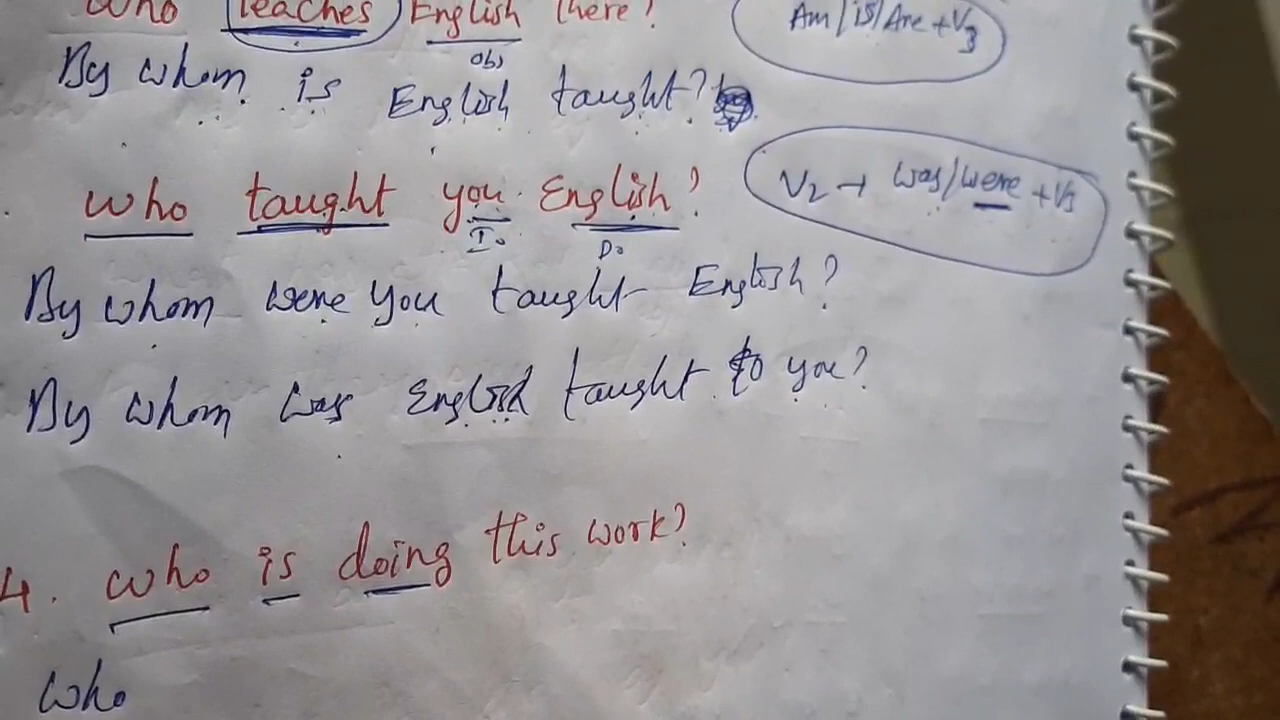 Who teaches English there?
Obj
Am/is/Are+V3
By whom is English taught?
who taught you English?
I.
D.
V2 → was/were +V3
By whom were you taught English?
By whom was English taught to you?
4. who is doing this work?
who